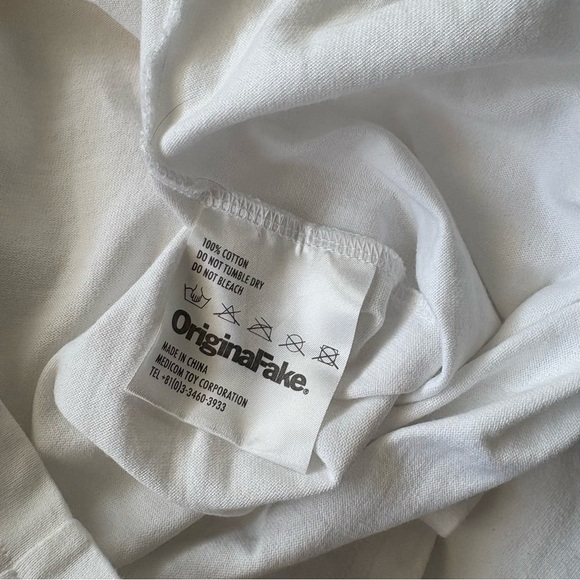 100% COTTON
DO NOT TUMBLE DRY
DO NOT BLEACH
OriginalFake.
MADE IN CHINA
MEDICOM TOY CORPORATION
TEL +81(0)3-3460-3933